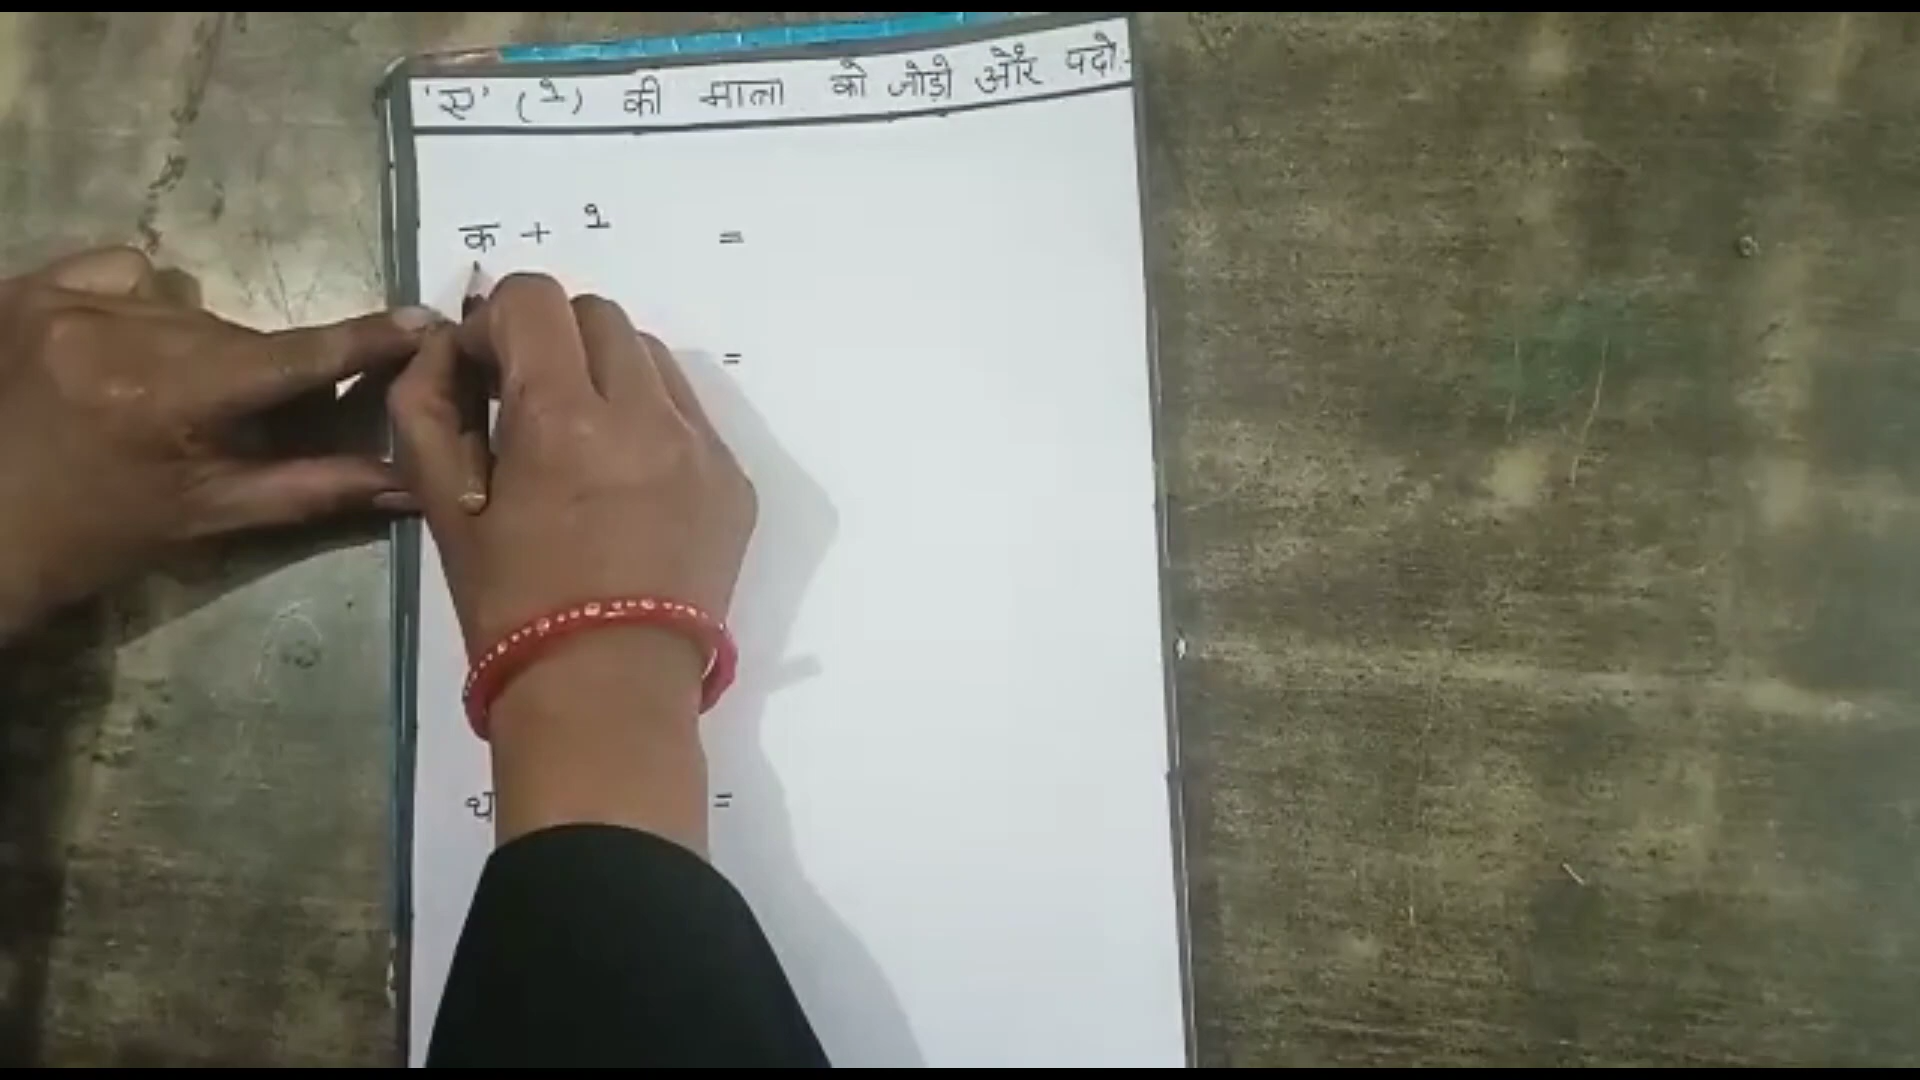 'ए' (े) की मात्रा को जोड़ो और पढो:-
क + े =
=
थ =